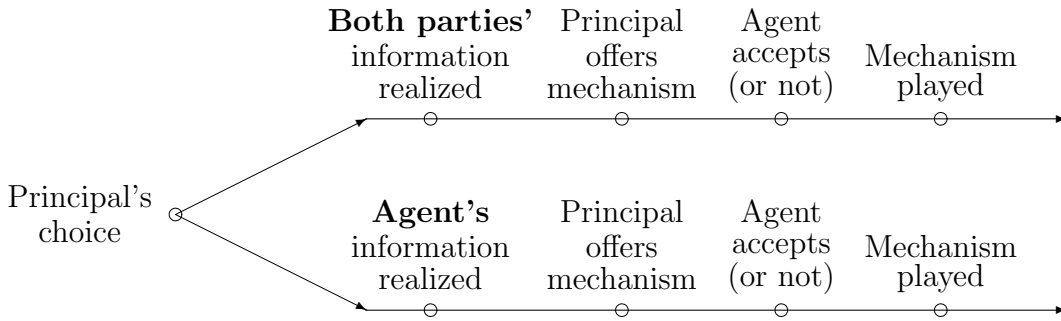 Both parties'
information
realized
Principal
offers
mechanism
Agent
accepts
(or not)
Mechanism
played
Principal's
choice
Agent's
information
realized
Principal
offers
mechanism
Agent
accepts
(or not)
Mechanism
played